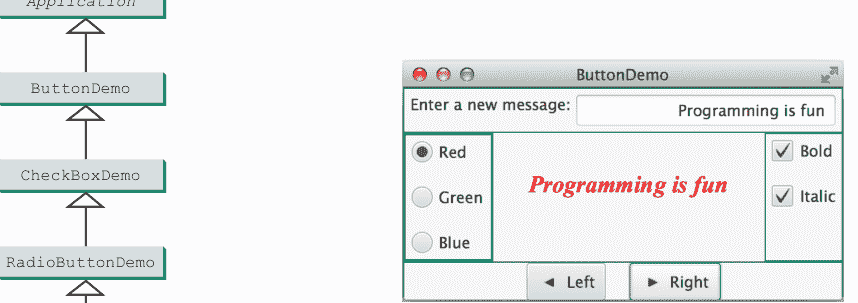 Application
ButtonDemo
CheckBoxDemo
RadioButtonDemo
ButtonDemo
Enter a new message: Programming is fun
Red
Green
Blue
Programming is fun
Bold
Italic
Left
Right